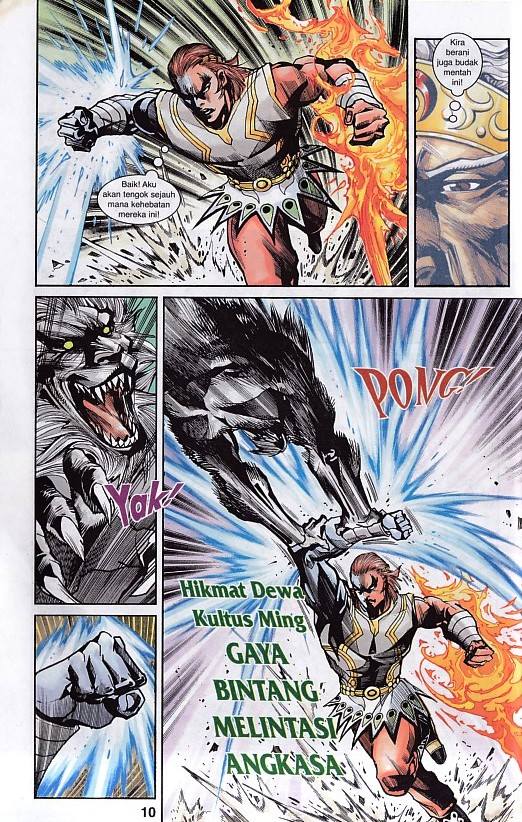 Baik! Aku
akan tengok sejauh
mana kehebatan
mereka ini!
Kira
berani
juga budak
mentah
ini!
Yak!
PONG!
Hikmat Dewa
Kultus Ming
GAYA
BINTANG
MELINTASI
ANGKASA
10